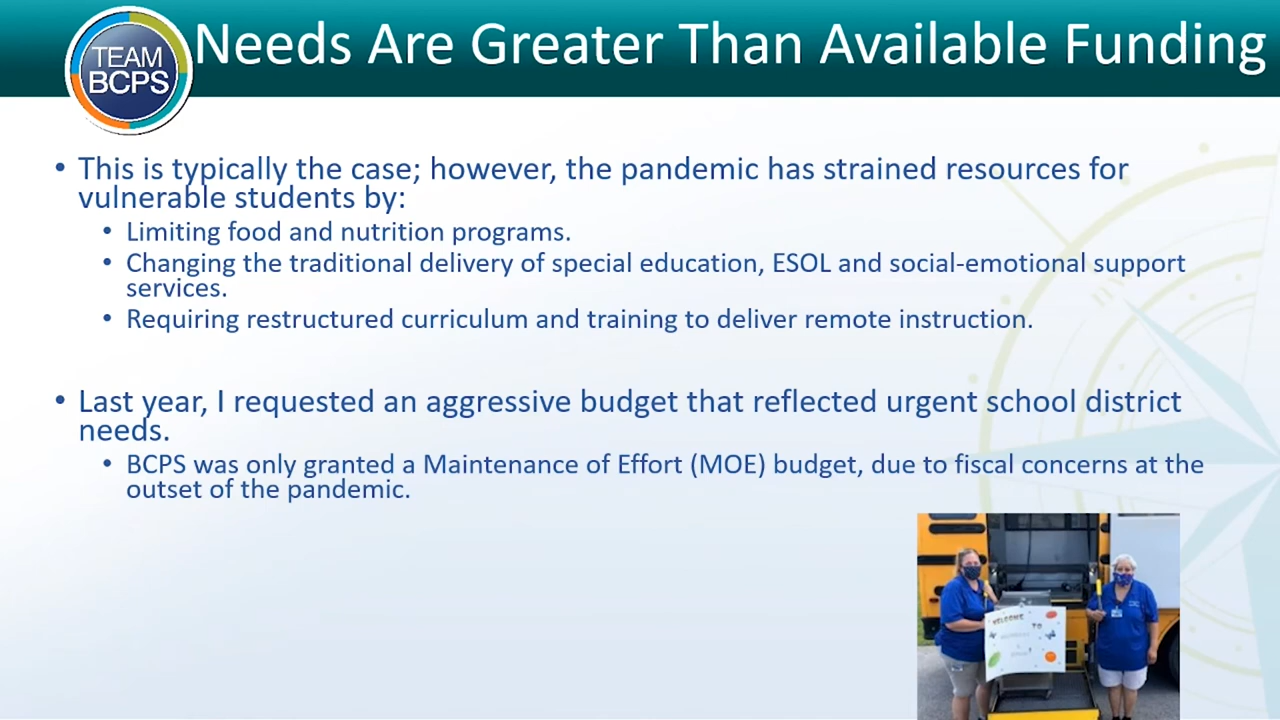 TEAM
BCPS
Needs Are Greater Than Available Funding
• This is typically the case; however, the pandemic has strained resources for
vulnerable students by:
• Limiting food and nutrition programs.
• Changing the traditional delivery of special education, ESOL and social-emotional support
services.
• Requiring restructured curriculum and training to deliver remote instruction.
• Last year, I requested an aggressive budget that reflected urgent school district
needs.
• BCPS was only granted a Maintenance of Effort (MOE) budget, due to fiscal concerns at the
outset of the pandemic.
WELCOME
TO